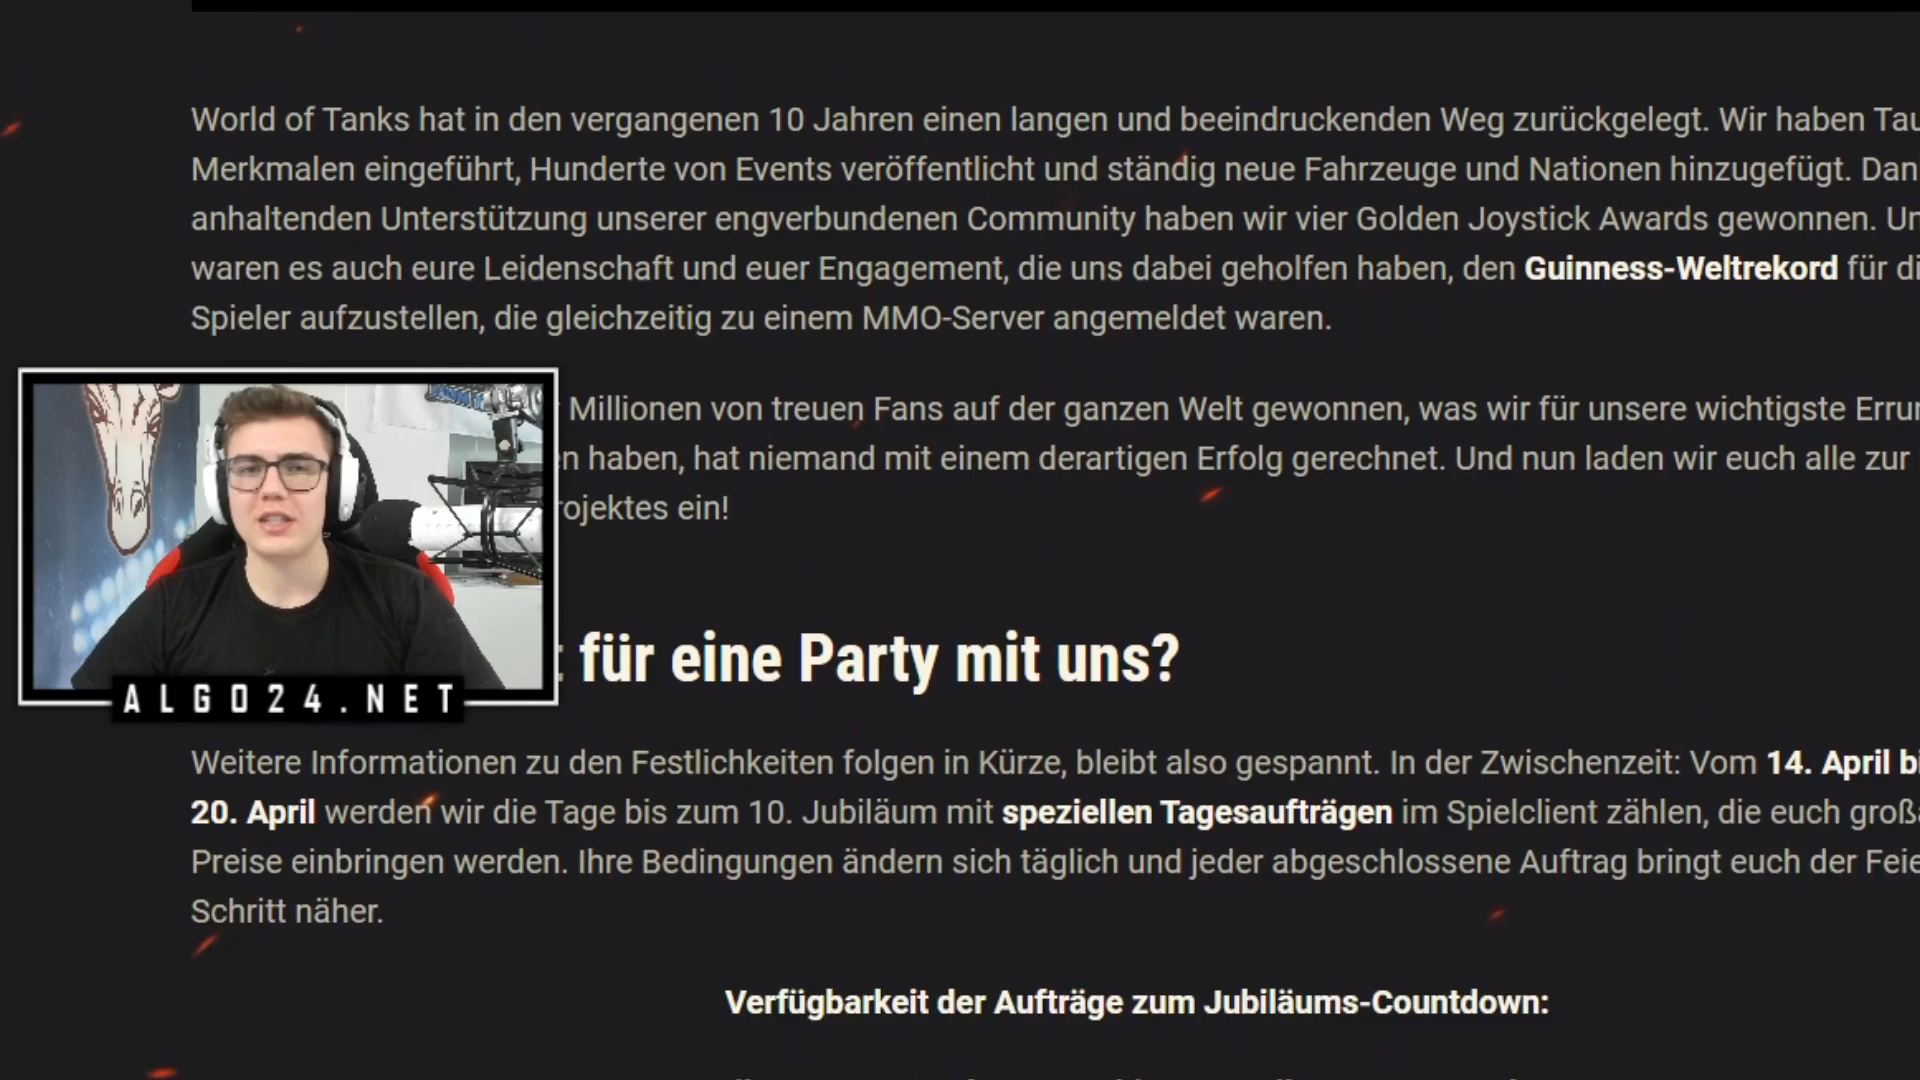 World of Tanks hat in den vergangenen 10 Jahren einen langen und beeindruckenden Weg zurückgelegt. Wir haben
Merkmalen eingeführt, Hunderte von Events veröffentlicht und ständig neue Fahrzeuge und Nationen hinzugefügt.
anhaltenden Unterstützung unserer engverbundenen Community haben wir vier Golden Joystick Awards gewonnen.
waren es auch eure Leidenschaft und euer Engagement, die uns dabei geholfen haben, den Guinness-Weltrekord für
Spieler aufzustellen, die gleichzeitig zu einem MMO-Server angemeldet waren.
Millionen von treuen Fans auf der ganzen Welt gewonnen, was wir für unsere wichtigste
haben, hat niemand mit einem derartigen Erfolg gerechnet. Und nun laden wir euch alle zur
rojektes ein!
für eine Party mit uns?
ALGO24.NET
Weitere Informationen zu den Festlichkeiten folgen in Kürze, bleibt also gespannt. In der Zwischenzeit: Vom 14. April
20. April werden wir die Tage bis zum 10. Jubiläum mit speziellen Tagesaufträgen im Spielclient zählen, die euch
Preise einbringen werden. Ihre Bedingungen ändern sich täglich und jeder abgeschlossene Auftrag bringt euch der
Schritt näher.
Verfügbarkeit der Aufträge zum Jubiläums-Countdown: